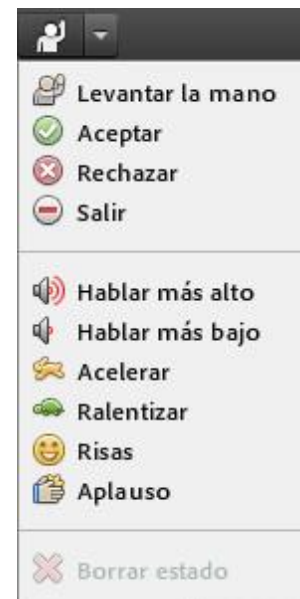 Levantar la mano
Aceptar
Rechazar
Salir
Hablar más alto
Hablar más bajo
Acelerar
Ralentizar
Risas
Aplauso
Borrar estado